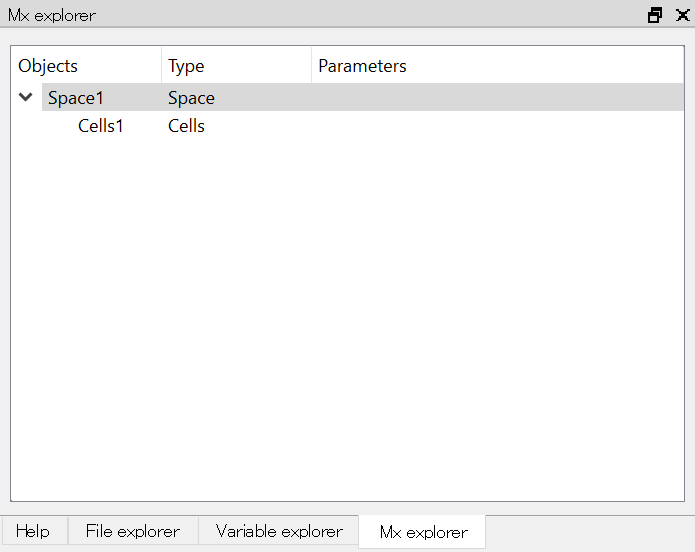 Mx explorer
Objects Type Parameters
Space1 Space
Cells1 Cells
Help File explorer Variable explorer Mx explorer